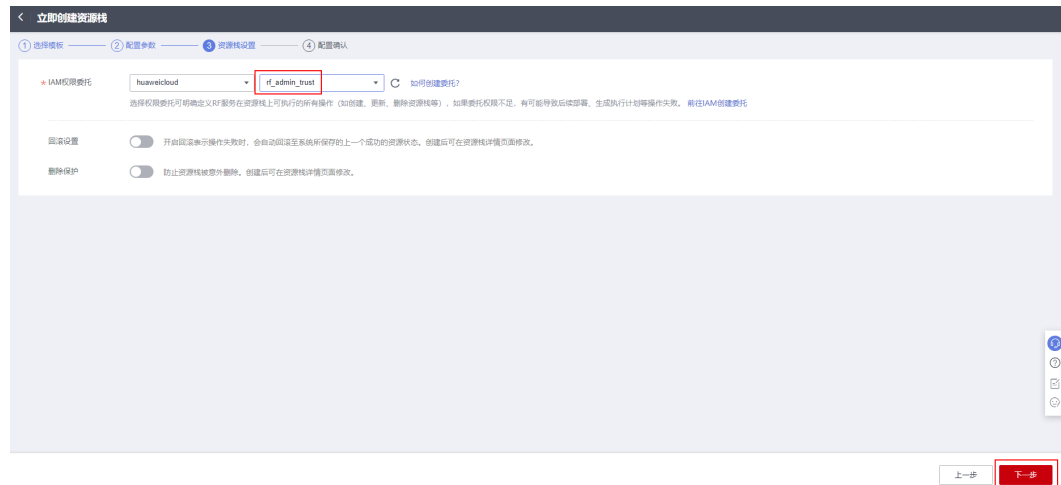 立即创建资源栈
1 选择模板 2 配置参数 3 资源栈设置 4 配置确认
* IAM权限委托 huaweicloud rf_admin_trust 如何创建委托?
选择权限委托可明确定义RF服务在资源栈上可执行的所有操作（如创建、更新、删除资源栈等），如果委托权限不足，有可能导致后续部署、生成执行计划等操作失败。 前往IAM创建委托
回滚设置 开启回滚表示操作失败时，会自动回滚至系统所保存的上一个成功的资源状态。创建后可在资源栈详情页面修改。
删除保护 防止资源栈被意外删除。创建后可在资源栈详情页面修改。
上一步 下一步